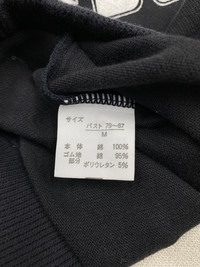 サイズ
バスト 79～87
M
本体 綿 100%
ゴム地 綿 95%
部分 ポリウレタン 5%